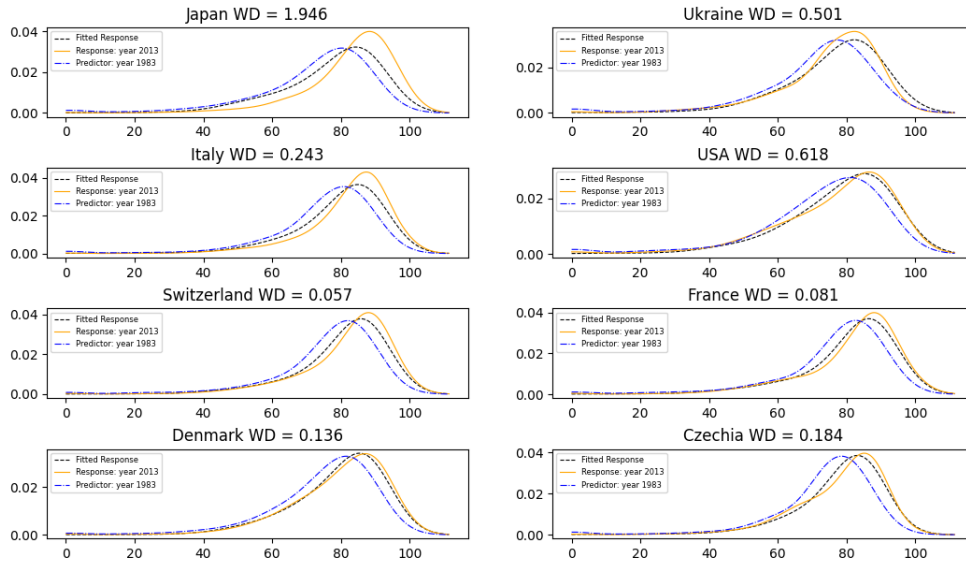 Japan WD = 1.946
Fitted Response
Response: year 2013
Predictor: year 1983
0.04
0.02
0.00
0 20 40 60 80 100
Ukraine WD = 0.501
Fitted Response
Response: year 2013
Predictor: year 1983
0.02
0.00
0 20 40 60 80 100
Italy WD = 0.243
Fitted Response
Response: year 2013
Predictor: year 1983
0.04
0.02
0.00
0 20 40 60 80 100
USA WD = 0.618
Fitted Response
Response: year 2013
Predictor: year 1983
0.02
0.00
0 20 40 60 80 100
Switzerland WD = 0.057
Fitted Response
Response: year 2013
Predictor: year 1983
0.04
0.02
0.00
0 20 40 60 80 100
France WD = 0.081
Fitted Response
Response: year 2013
Predictor: year 1983
0.04
0.02
0.00
0 20 40 60 80 100
Denmark WD = 0.136
Fitted Response
Response: year 2013
Predictor: year 1983
0.02
0.00
0 20 40 60 80 100
Czechia WD = 0.184
Fitted Response
Response: year 2013
Predictor: year 1983
0.04
0.02
0.00
0 20 40 60 80 100